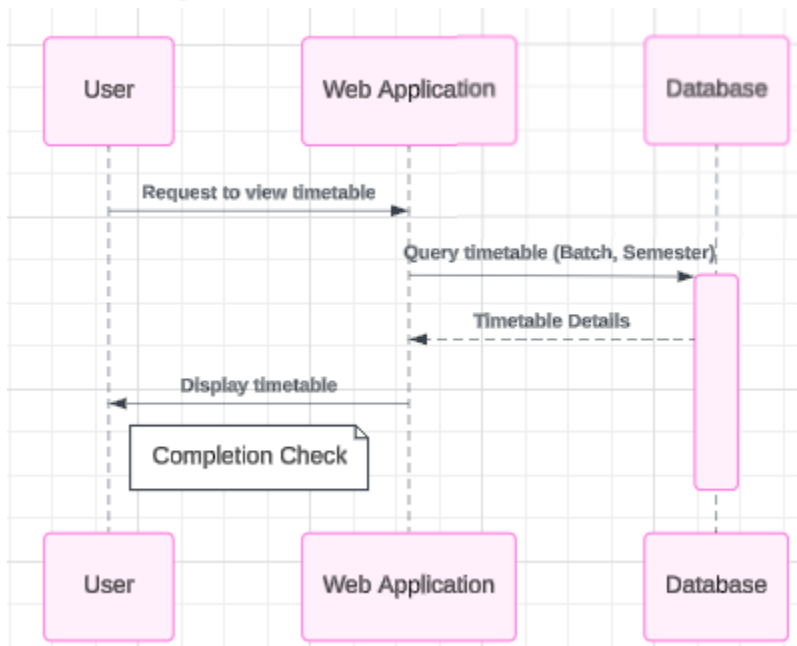 User
Web Application
Database
Request to view timetable
Query timetable (Batch, Semester)
Timetable Details
Display timetable
Completion Check
User
Web Application
Database